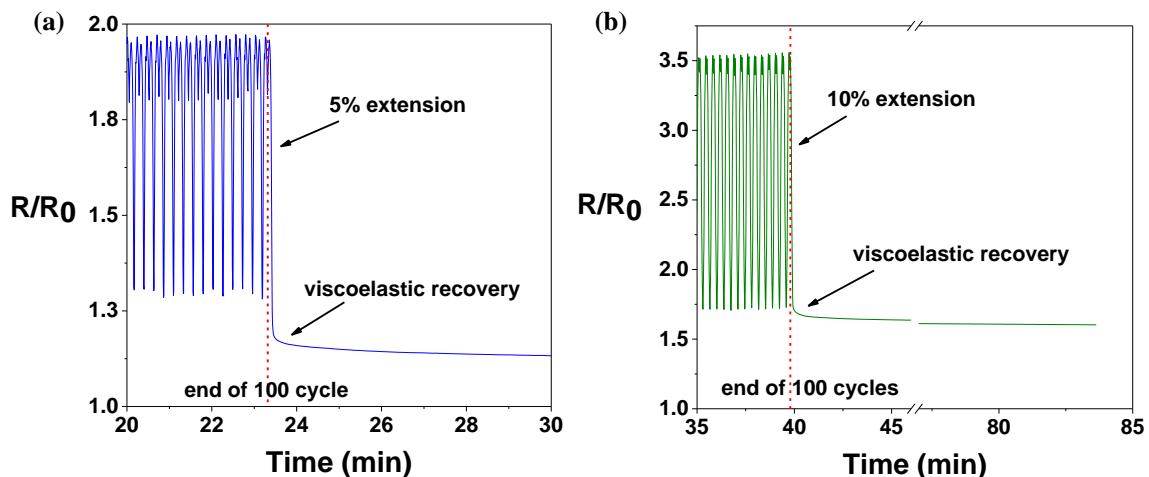 (a)
2.0
1.8
1.5
1.3
1.0
R/R0
5% extension
viscoelastic recovery
end of 100 cycle
20 22 24 26 28 30
Time (min)
(b)
3.5
3.0
2.5
2.0
1.5
1.0
R/R0
10% extension
viscoelastic recovery
end of 100 cycles
35 40 45 80 85
Time (min)